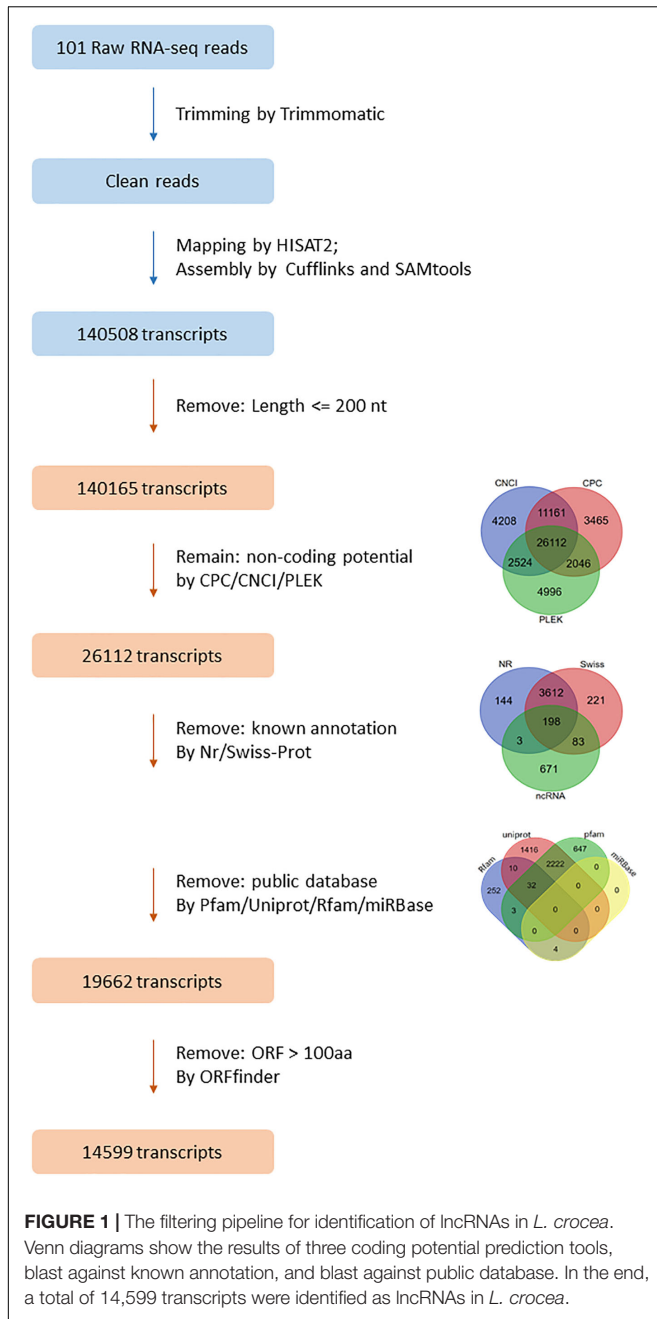 101 Raw RNA-seq reads
Trimming by Trimmomatic
Clean reads
Mapping by HISAT2;
Assembly by Cufflinks and SAMtools
140508 transcripts
Remove: Length <= 200 nt
140165 transcripts
CNCI
CPC
4208
11161
3465
26112
2524
2046
4996
PLEK
Remain: non-coding potential
by CPC/CNCI/PLEK
26112 transcripts
NR
Swiss
144
3612
221
198
3
83
671
ncRNA
Remove: known annotation
By Nr/Swiss-Prot
uniprot
pfam
Rfam
miRBase
1416
647
10
2222
0
252
32
0
0
3
0
0
0
4
Remove: public database
By Pfam/Uniprot/Rfam/miRBase
19662 transcripts
Remove: ORF > 100aa
By ORFfinder
14599 transcripts
FIGURE 1 | The filtering pipeline for identification of lncRNAs in L. crocea.
Venn diagrams show the results of three coding potential prediction tools,
blast against known annotation, and blast against public database. In the end,
a total of 14,599 transcripts were identified as lncRNAs in L. crocea.